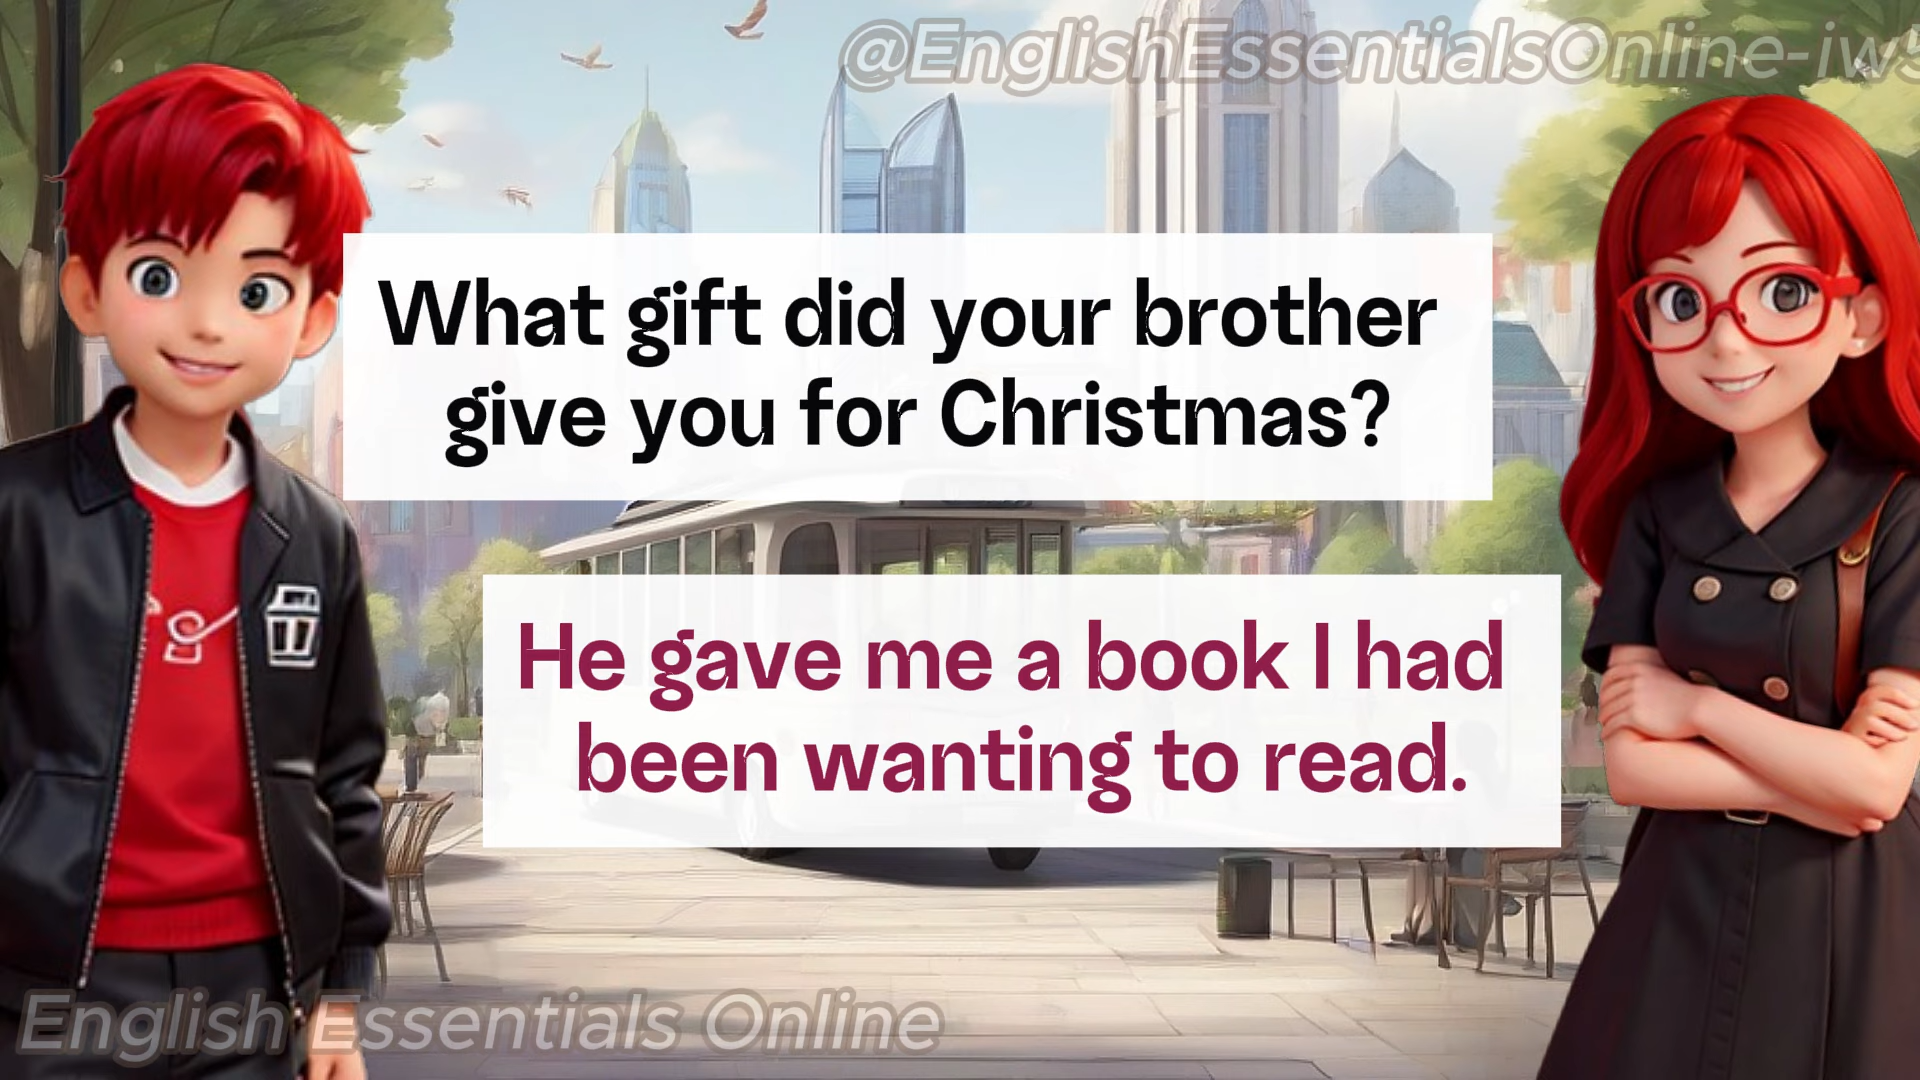 @EnglishEssentialsOnline-iw5
What gift did your brother
give you for Christmas?
He gave me a book I had
been wanting to read.
English Essentials Online